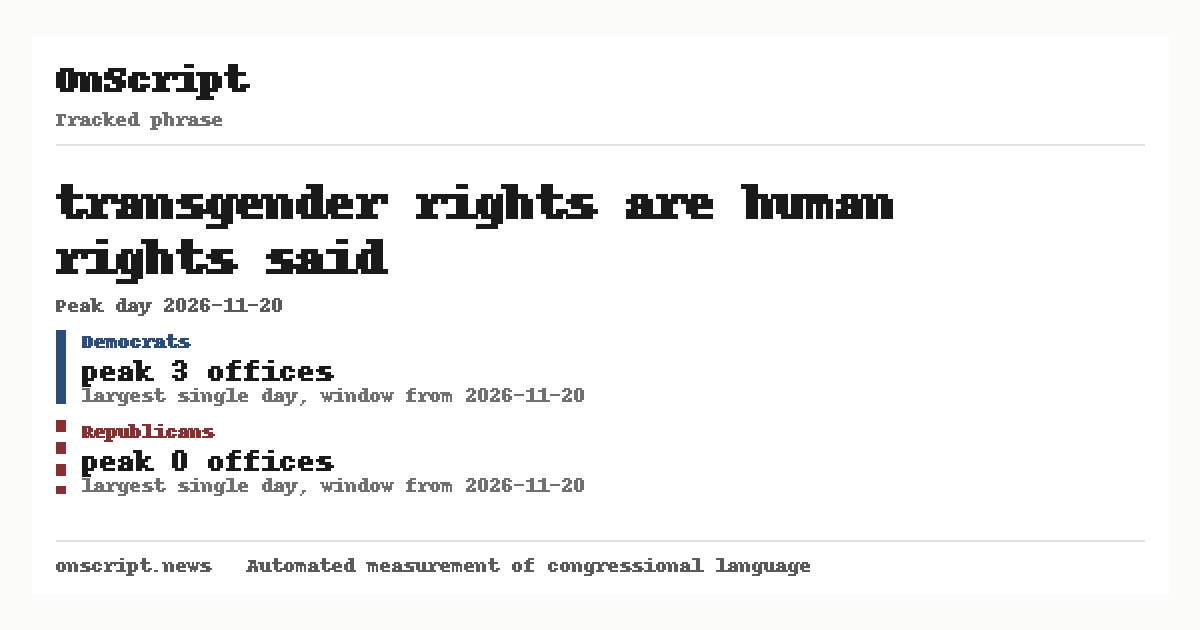 OnScript
Tracked phrase
transgender rights are human
rights said
Peak day 2026-11-20
Democrats
peak 3 offices
largest single day, window from 2026-11-20
Republicans
peak 0 offices
largest single day, window from 2026-11-20
onscript.news Automated measurement of congressional language